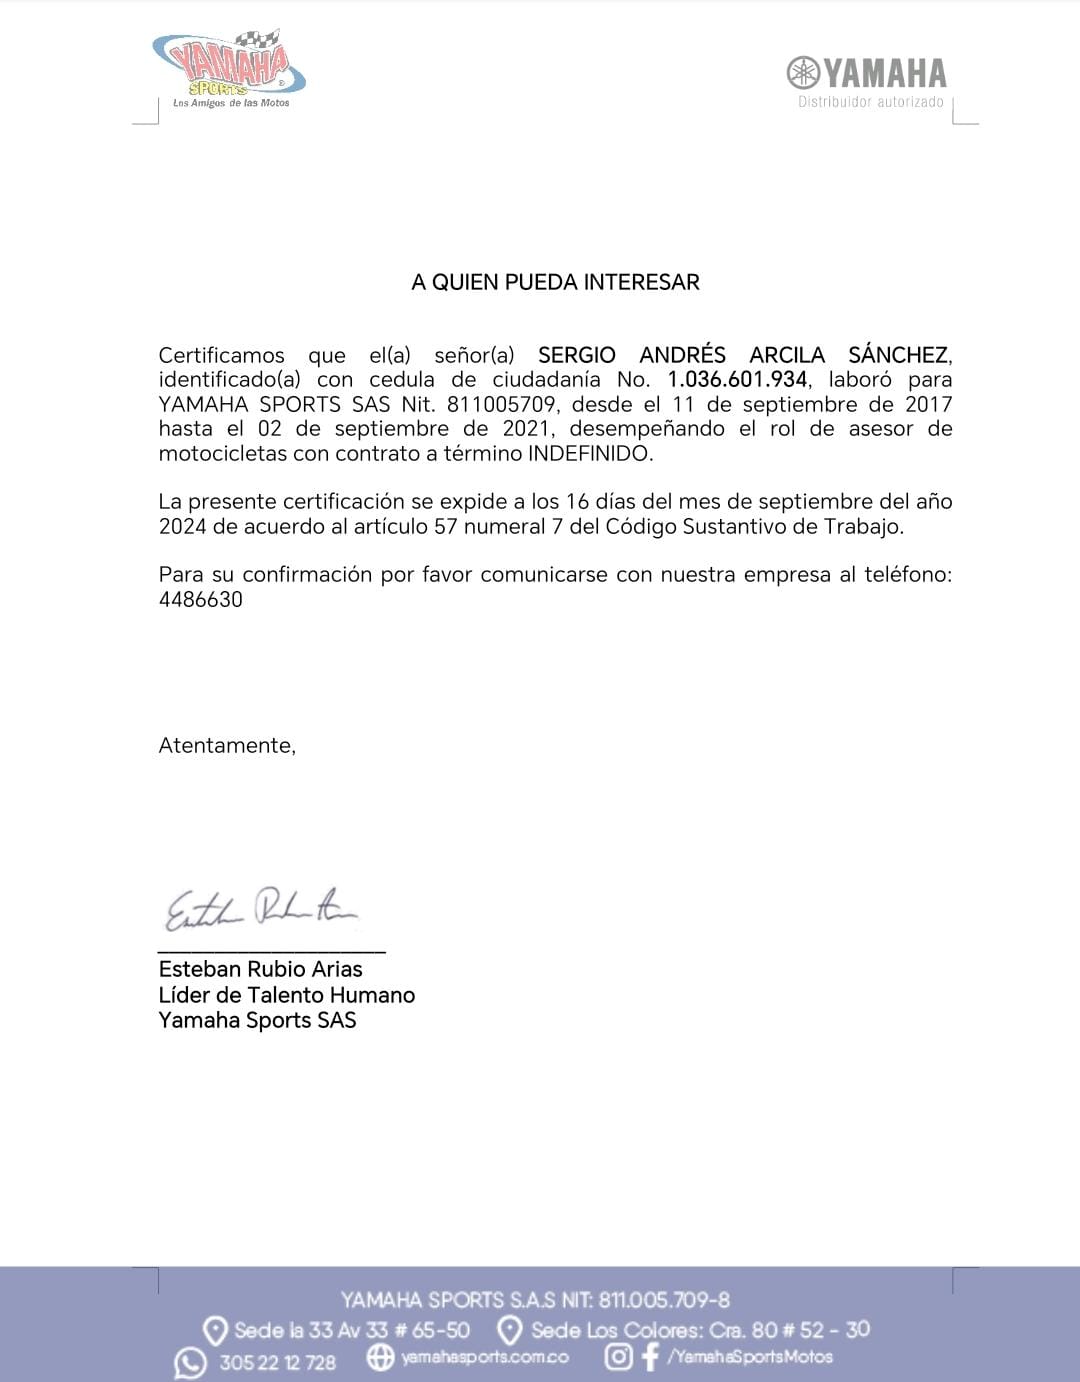 YAMAHA
SPORTS
Los Amigos de las Motos
YAMAHA
Distribuidor autorizado
A QUIEN PUEDA INTERESAR
Certificamos que el(a) señor(a) SERGIO ANDRÉS ARCILA SÁNCHEZ,
identificado(a) con cedula de ciudadanía No. 1.036.601.934, laboró para
YAMAHA SPORTS SAS Nit. 811005709, desde el 11 de septiembre de 2017
hasta el 02 de septiembre de 2021, desempeñando el rol de asesor de
motocicletas con contrato a término INDEFINIDO.
La presente certificación se expide a los 16 días del mes de septiembre del año
2024 de acuerdo al artículo 57 numeral 7 del Código Sustantivo de Trabajo.
Para su confirmación por favor comunicarse con nuestra empresa al teléfono:
4486630
Atentamente,
Esteban Rubio Arias
Líder de Talento Humano
Yamaha Sports SAS
YAMAHA SPORTS S.A.S NIT: 811.005.709-8
Sede la 33 Av 33 # 65-50 Sede Los Colores: Cra. 80 # 52 - 30
305 22 12 728 yamahasports.com.co /YamahaSportsMotos